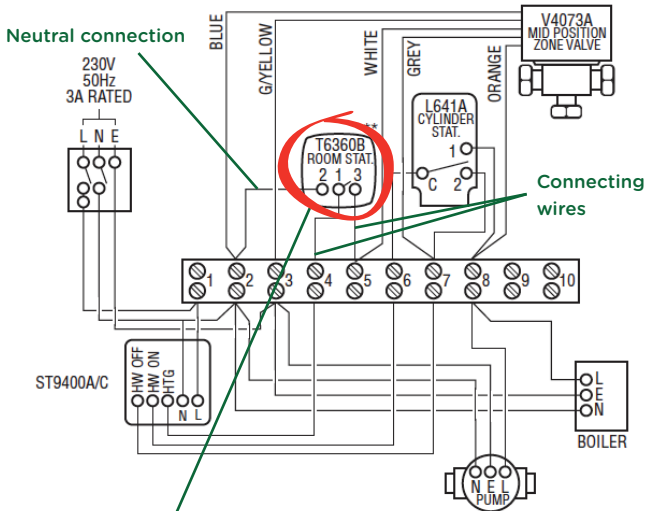 Neutral connection
230V
50Hz
3A RATED
L N E
BLUE
G/YELLOW
WHITE
GREY
ORANGE
V4073A
MID POSITION
ZONE VALVE
**
T6360B
ROOM STAT.
2 1 3
L641A
CYLINDER
STAT.
1
C 2
Connecting
wires
1 2 3 4 5 6 7 8 9 10
ST9400A/C
HW OFF
HW ON
HTG
N L
L
E
N
BOILER
N E L
PUMP